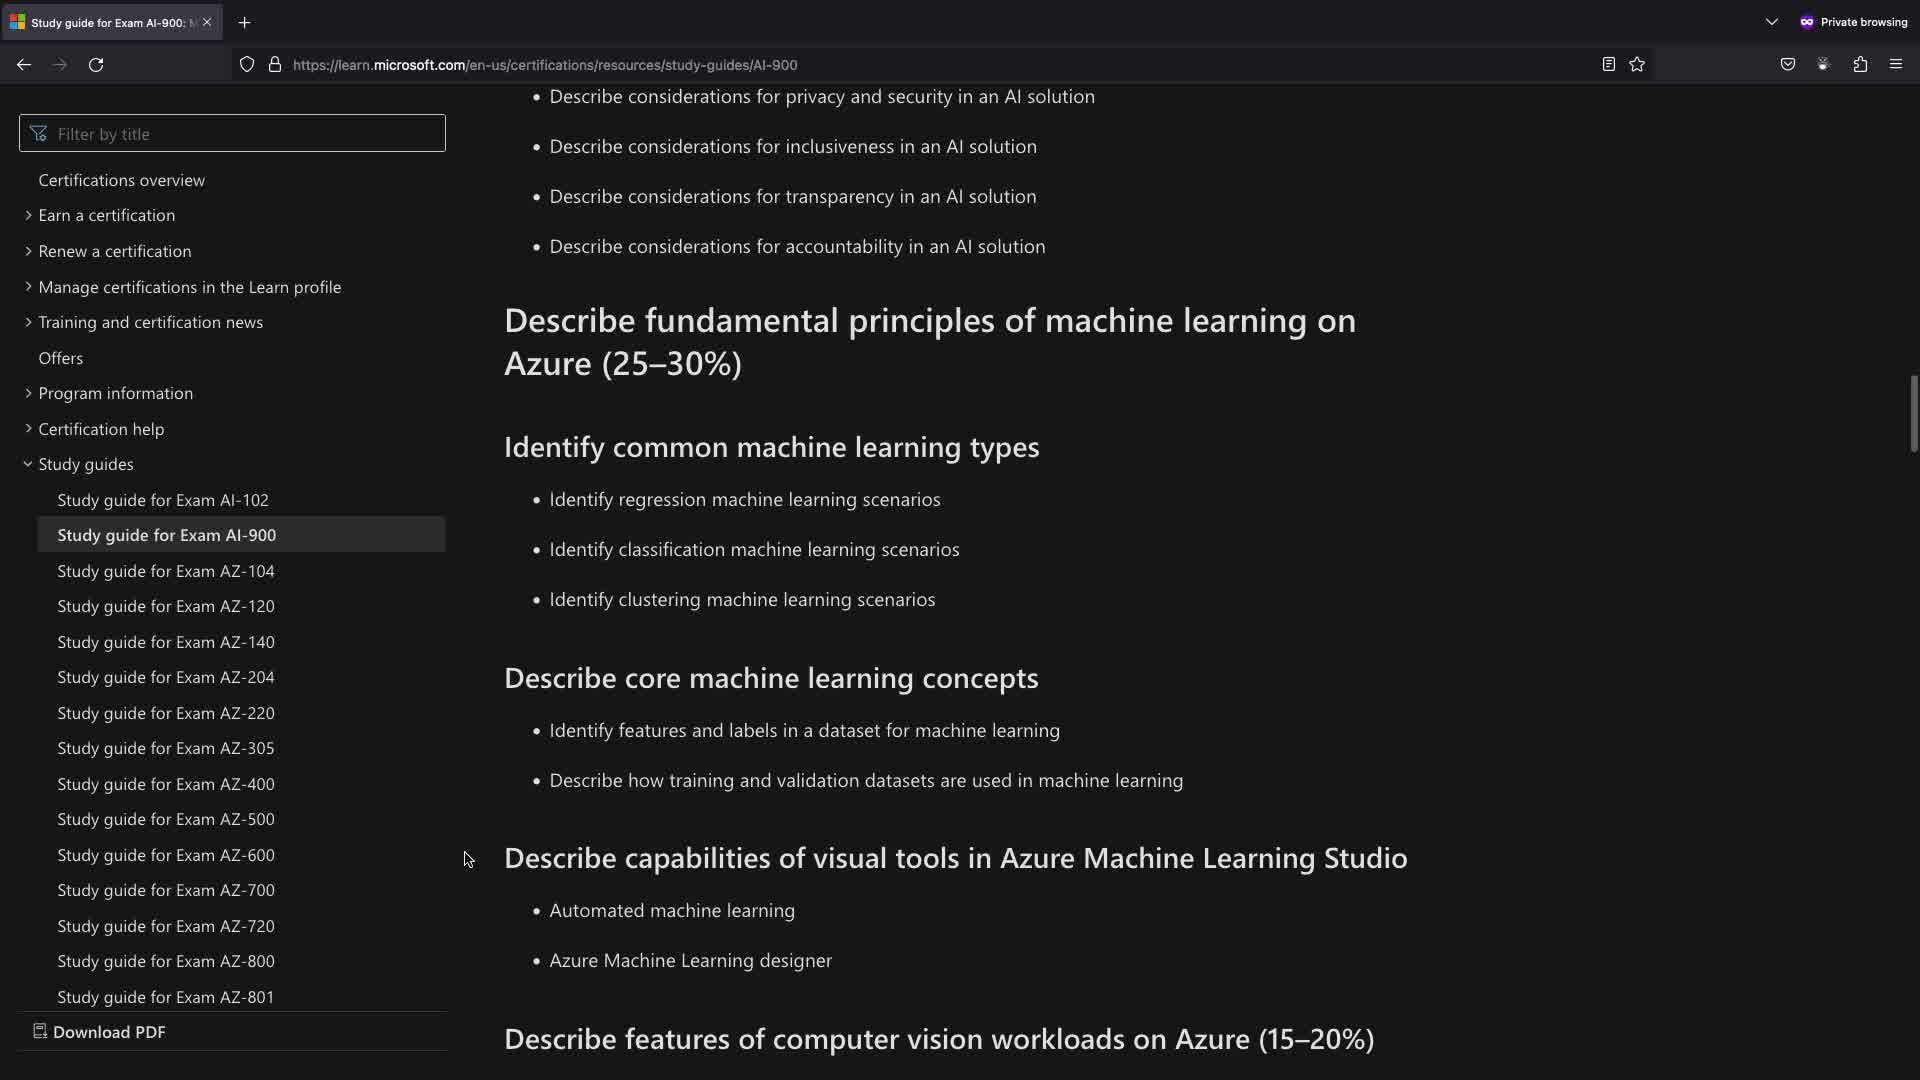 Study guide for Exam AI-900: M
Private browsing
https://learn.microsoft.com/en-us/certifications/resources/study-guides/AI-900
Filter by title
Certifications overview
Earn a certification
Renew a certification
Manage certifications in the Learn profile
Training and certification news
Offers
Program information
Certification help
Study guides
Study guide for Exam AI-102
Study guide for Exam AI-900
Study guide for Exam AZ-104
Study guide for Exam AZ-120
Study guide for Exam AZ-140
Study guide for Exam AZ-204
Study guide for Exam AZ-220
Study guide for Exam AZ-305
Study guide for Exam AZ-400
Study guide for Exam AZ-500
Study guide for Exam AZ-600
Study guide for Exam AZ-700
Study guide for Exam AZ-720
Study guide for Exam AZ-800
Study guide for Exam AZ-801
Download PDF
• Describe considerations for privacy and security in an AI solution
• Describe considerations for inclusiveness in an AI solution
• Describe considerations for transparency in an AI solution
• Describe considerations for accountability in an AI solution
Describe fundamental principles of machine learning on
Azure (25–30%)
Identify common machine learning types
• Identify regression machine learning scenarios
• Identify classification machine learning scenarios
• Identify clustering machine learning scenarios
Describe core machine learning concepts
• Identify features and labels in a dataset for machine learning
• Describe how training and validation datasets are used in machine learning
Describe capabilities of visual tools in Azure Machine Learning Studio
• Automated machine learning
• Azure Machine Learning designer
Describe features of computer vision workloads on Azure (15–20%)